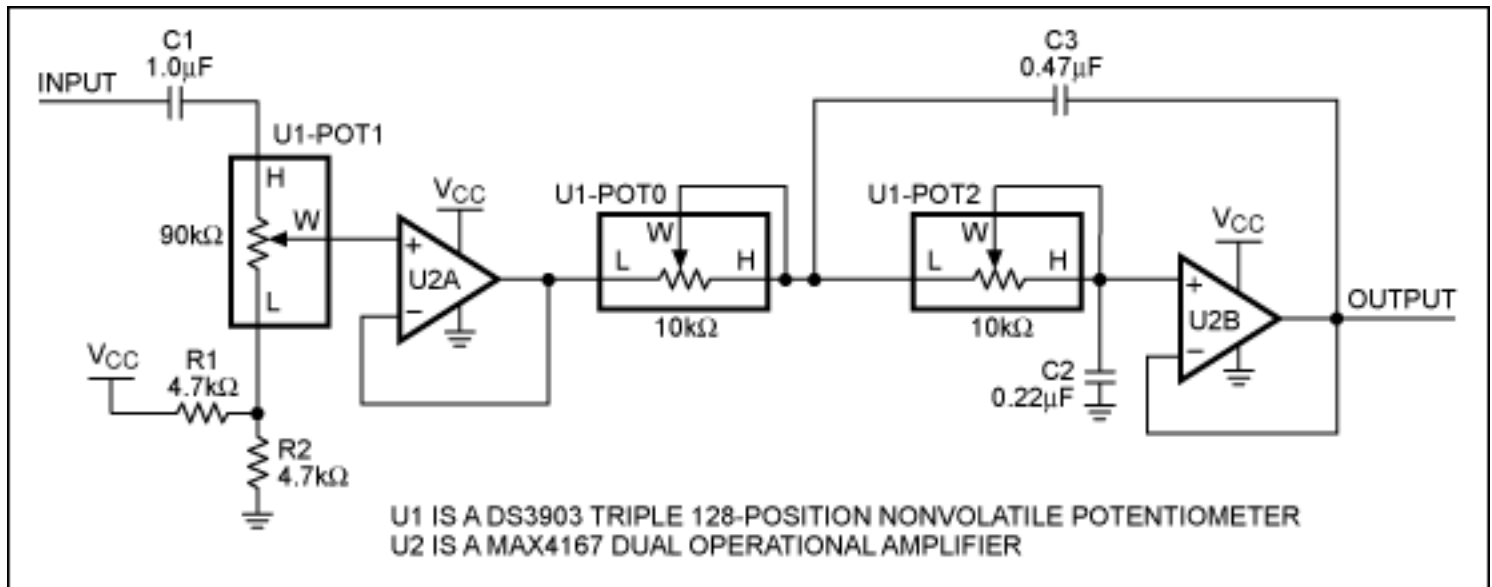 C1
1.0µF
INPUT
C3
0.47µF
U1-POT1
H
W
90kΩ
L
VCC
+
U2A
−
U1-POT0
W
L
H
10kΩ
U1-POT2
W
L
H
10kΩ
VCC
+
U2B
−
OUTPUT
C2
0.22µF
VCC
R1
4.7kΩ
R2
4.7kΩ
U1 IS A DS3903 TRIPLE 128-POSITION NONVOLATILE POTENTIOMETER
U2 IS A MAX4167 DUAL OPERATIONAL AMPLIFIER